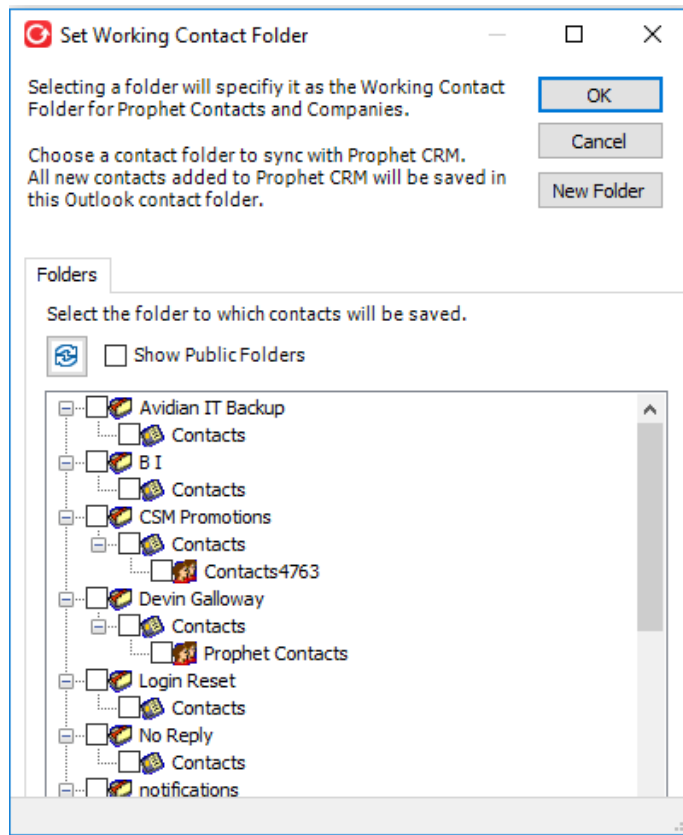 Set Working Contact Folder
Selecting a folder will specifiy it as the Working Contact
Folder for Prophet Contacts and Companies.
OK
Cancel
Choose a contact folder to sync with Prophet CRM.
All new contacts added to Prophet CRM will be saved in
this Outlook contact folder.
New Folder
Folders
Select the folder to which contacts will be saved.
Show Public Folders
Avidian IT Backup
Contacts
B I
Contacts
CSM Promotions
Contacts
Contacts4763
Devin Galloway
Contacts
Prophet Contacts
Login Reset
Contacts
No Reply
Contacts
notifications